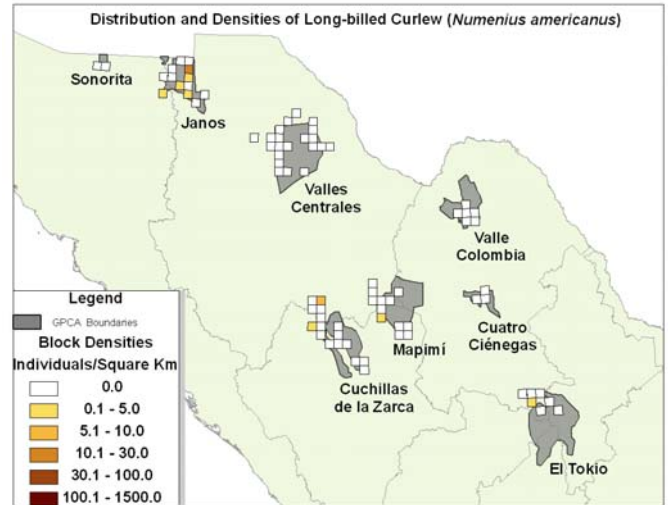 Distribution and Densities of Long-billed Curlew (Numenius americanus)
Sonorita
Janos
Valles
Centrales
Valle
Colombia
Cuatro
Ciénegas
Mapimí
Cuchillas
de la Zarca
El Tokio
Legend
GPCA Boundaries
Block Densities
Individuals/Square Km
0.0
0.1 - 5.0
5.1 - 10.0
10.1 - 30.0
30.1 - 100.0
100.1 - 1500.0